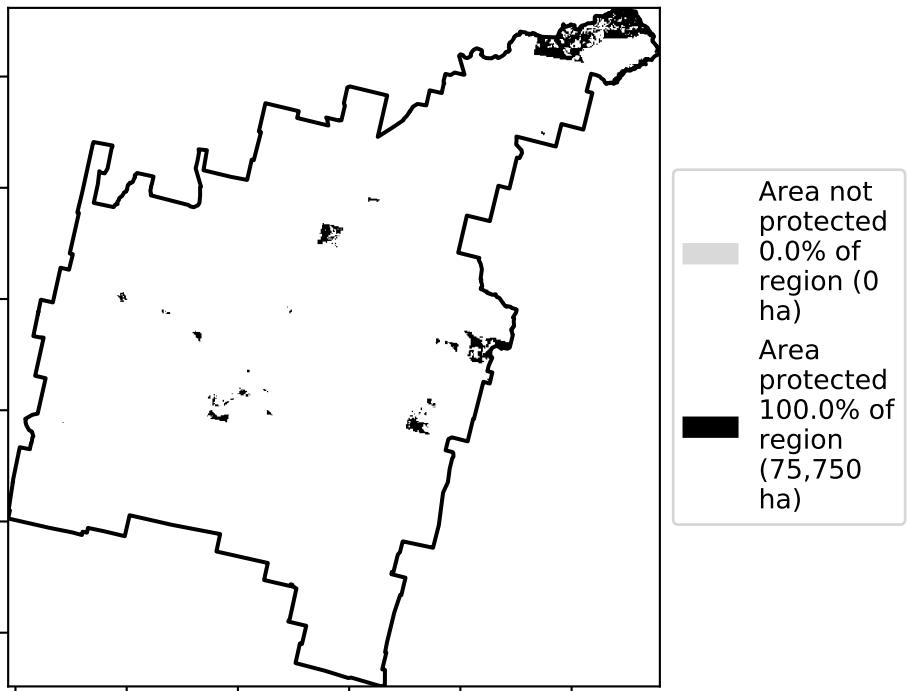 Area not
protected
0.0% of
region (0
ha)
Area
protected
100.0% of
region
(75,750
ha)